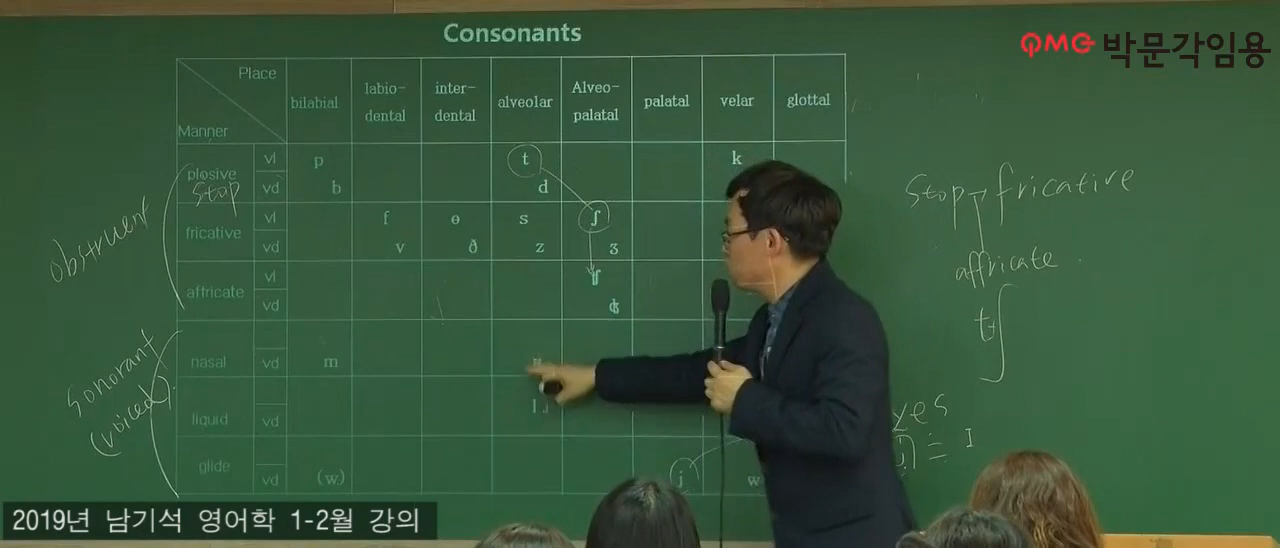 Consonants
PMG 박문각임용
Place
Manner
bilabial
labio-
dental
inter-
dental
alveolar
Alveo-
palatal
palatal
velar
glottal
plosive vl p t k
stop vd b d
fricative vl f ɵ s ʃ
vd v ð z ʒ
affricate vl ʧ
vd ʤ
nasal vd m
liquid vd l
glide vd (w) j w
obstruent
sonorant
(voiced)
stop fricative
affricate
tʃ
yes
2019년 남기석 영어학 1-2월 강의